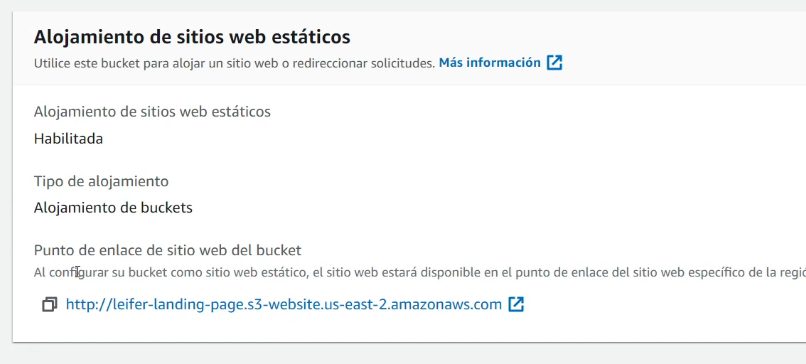 Alojamiento de sitios web estáticos
Utilice este bucket para alojar un sitio web o redireccionar solicitudes. Más información
Alojamiento de sitios web estáticos
Habilitada
Tipo de alojamiento
Alojamiento de buckets
Punto de enlace de sitio web del bucket
Al configurar su bucket como sitio web estático, el sitio web estará disponible en el punto de enlace del sitio web específico de la regió
http://leifer-landing-page.s3-website.us-east-2.amazonaws.com